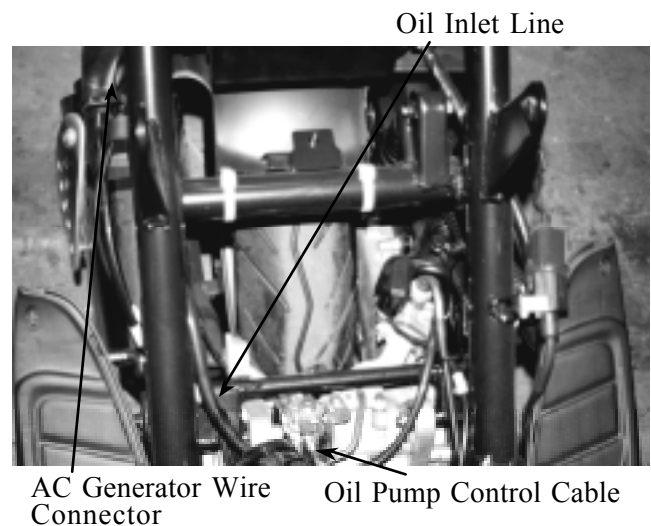 Oil Inlet Line
AC Generator Wire
Connector
Oil Pump Control Cable